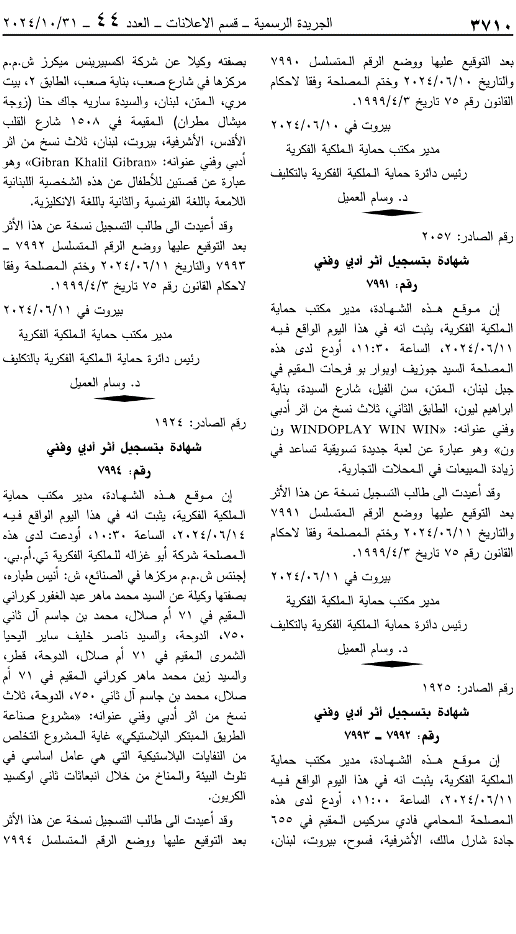 ٣٧١٠
الجريدة الرسمية ــ قسم الاعلانات ــ العدد ٤٤ ــ ٢٠٢٤/١٠/٣١
بعد التوقيع عليها ووضع الرقم المتسلسل ٧٩٩٠
والتاريخ ٢٠٢٤/٠٦/١٠ وختم المصلحة وفقا لاحكام
القانون رقم ٧٥ تاريخ ١٩٩٩/٤/٣.
بيروت في ٢٠٢٤/٠٦/١٠
مدير مكتب حماية الملكية الفكرية
رئيس دائرة حماية الملكية الفكرية بالتكليف
د. وسام العميل
رقم الصادر: ٢٠٥٧
شهادة بتسجيل أثر أدبي وفني
رقم: ٧٩٩١
إن موقع هذه الشهادة، مدير مكتب حماية
الملكية الفكرية، يثبت انه في هذا اليوم الواقع فيه
٢٠٢٤/٠٦/١١، الساعة ١١:٣٠، أودع لدى هذه
المصلحة السيد جوزيف اوبوار بو فرحات المقيم في
جبل لبنان، المتن، سن الفيل، شارع السيدة، بناية
ابراهيم ليون، الطابق الثاني، ثلاث نسخ من اثر أدبي
وفني عنوانه: «WINDOPLAY WIN WIN ون
ون» وهو عبارة عن لعبة جديدة تسويقية تساعد في
زيادة المبيعات في المحلات التجارية.
وقد أعيدت الى طالب التسجيل نسخة عن هذا الأثر
بعد التوقيع عليها ووضع الرقم المتسلسل ٧٩٩١
والتاريخ ٢٠٢٤/٠٦/١١ وختم المصلحة وفقا لاحكام
القانون رقم ٧٥ تاريخ ١٩٩٩/٤/٣.
بيروت في ٢٠٢٤/٠٦/١١
مدير مكتب حماية الملكية الفكرية
رئيس دائرة حماية الملكية الفكرية بالتكليف
د. وسام العميل
رقم الصادر: ١٩٢٥
شهادة بتسجيل أثر أدبي وفني
رقم: ٧٩٩٢ ــ ٧٩٩٣
إن موقع هذه الشهادة، مدير مكتب حماية
الملكية الفكرية، يثبت انه في هذا اليوم الواقع فيه
٢٠٢٤/٠٦/١١، الساعة ١١:٠٠، أودع لدى هذه
المصلحة المحامي فادي سركيس المقيم في ٦٥٥
جادة شارل مالك، الأشرفية، فسوح، بيروت، لبنان،
بصفته وكيلا عن شركة اكسبيرينس ميكرز ش.م.م
مركزها في شارع صعب، بناية صعب، الطابق ٢، بيت
مري، المتن، لبنان، والسيدة ساريه جاك حنا (زوجة
ميشال مطران) المقيمة في ١٥٠٨ شارع القلب
الأقدس، الأشرفية، بيروت، لبنان، ثلاث نسخ من اثر
أدبي وفني عنوانه: «Gibran Khalil Gibran» وهو
عبارة عن قصتين للأطفال عن هذه الشخصية اللبنانية
اللامعة باللغة الفرنسية والثانية باللغة الانكليزية.
وقد أعيدت الى طالب التسجيل نسخة عن هذا الأثر
بعد التوقيع عليها ووضع الرقم المتسلسل ٧٩٩٢ ــ
٧٩٩٣ والتاريخ ٢٠٢٤/٠٦/١١ وختم المصلحة وفقا
لاحكام القانون رقم ٧٥ تاريخ ١٩٩٩/٤/٣.
بيروت في ٢٠٢٤/٠٦/١١
مدير مكتب حماية الملكية الفكرية
رئيس دائرة حماية الملكية الفكرية بالتكليف
د. وسام العميل
رقم الصادر: ١٩٢٤
شهادة بتسجيل أثر أدبي وفني
رقم: ٧٩٩٤
إن موقع هذه الشهادة، مدير مكتب حماية
الملكية الفكرية، يثبت انه في هذا اليوم الواقع فيه
٢٠٢٤/٠٦/١٤، الساعة ١٠:٣٠، أودعت لدى هذه
المصلحة شركة أبو غزاله للملكية الفكرية تي.أم.بي.
إجنتس ش.م.م مركزها في الصنائع، ش: أنيس طباره،
بصفتها وكيلة عن السيد محمد ماهر عبد الغفور كوراني
المقيم في ٧١ أم صلال، محمد بن جاسم آل ثاني
٧٥٠، الدوحة، والسيد ناصر خليف ساير اليحيا
الشمرى المقيم في ٧١ أم صلال، الدوحة، قطر،
والسيد زين محمد ماهر كوراني المقيم في ٧١ أم
صلال، محمد بن جاسم آل ثاني ٧٥٠، الدوحة، ثلاث
نسخ من اثر أدبي وفني عنوانه: «مشروع صناعة
الطريق المبتكر البلاستيكي» غاية المشروع التخلص
من النفايات البلاستيكية التي هي عامل اساسي في
تلوث البيئة والمناخ من خلال انبعاثات ثاني اوكسيد
الكربون.
وقد أعيدت الى طالب التسجيل نسخة عن هذا الأثر
بعد التوقيع عليها ووضع الرقم المتسلسل ٧٩٩٤